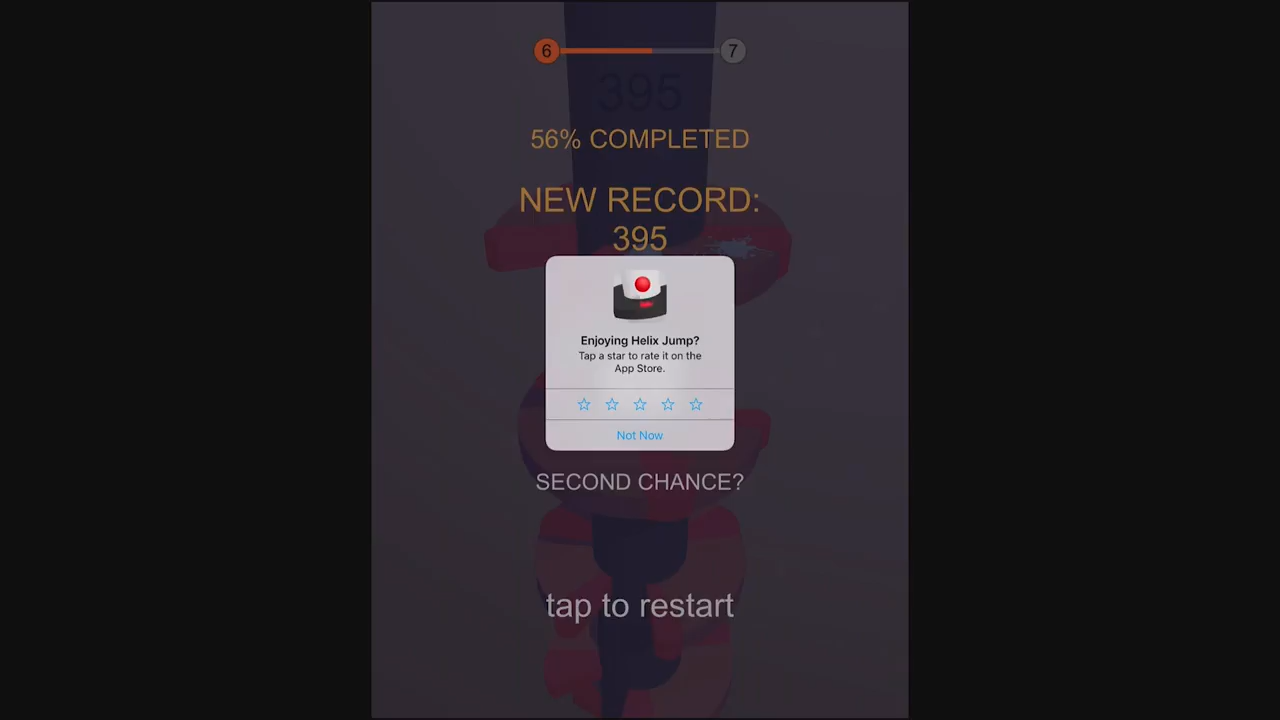 6 7
395
56% COMPLETED
NEW RECORD:
395
Enjoying Helix Jump?
Tap a star to rate it on the
App Store.
Not Now
SECOND CHANCE?
tap to restart